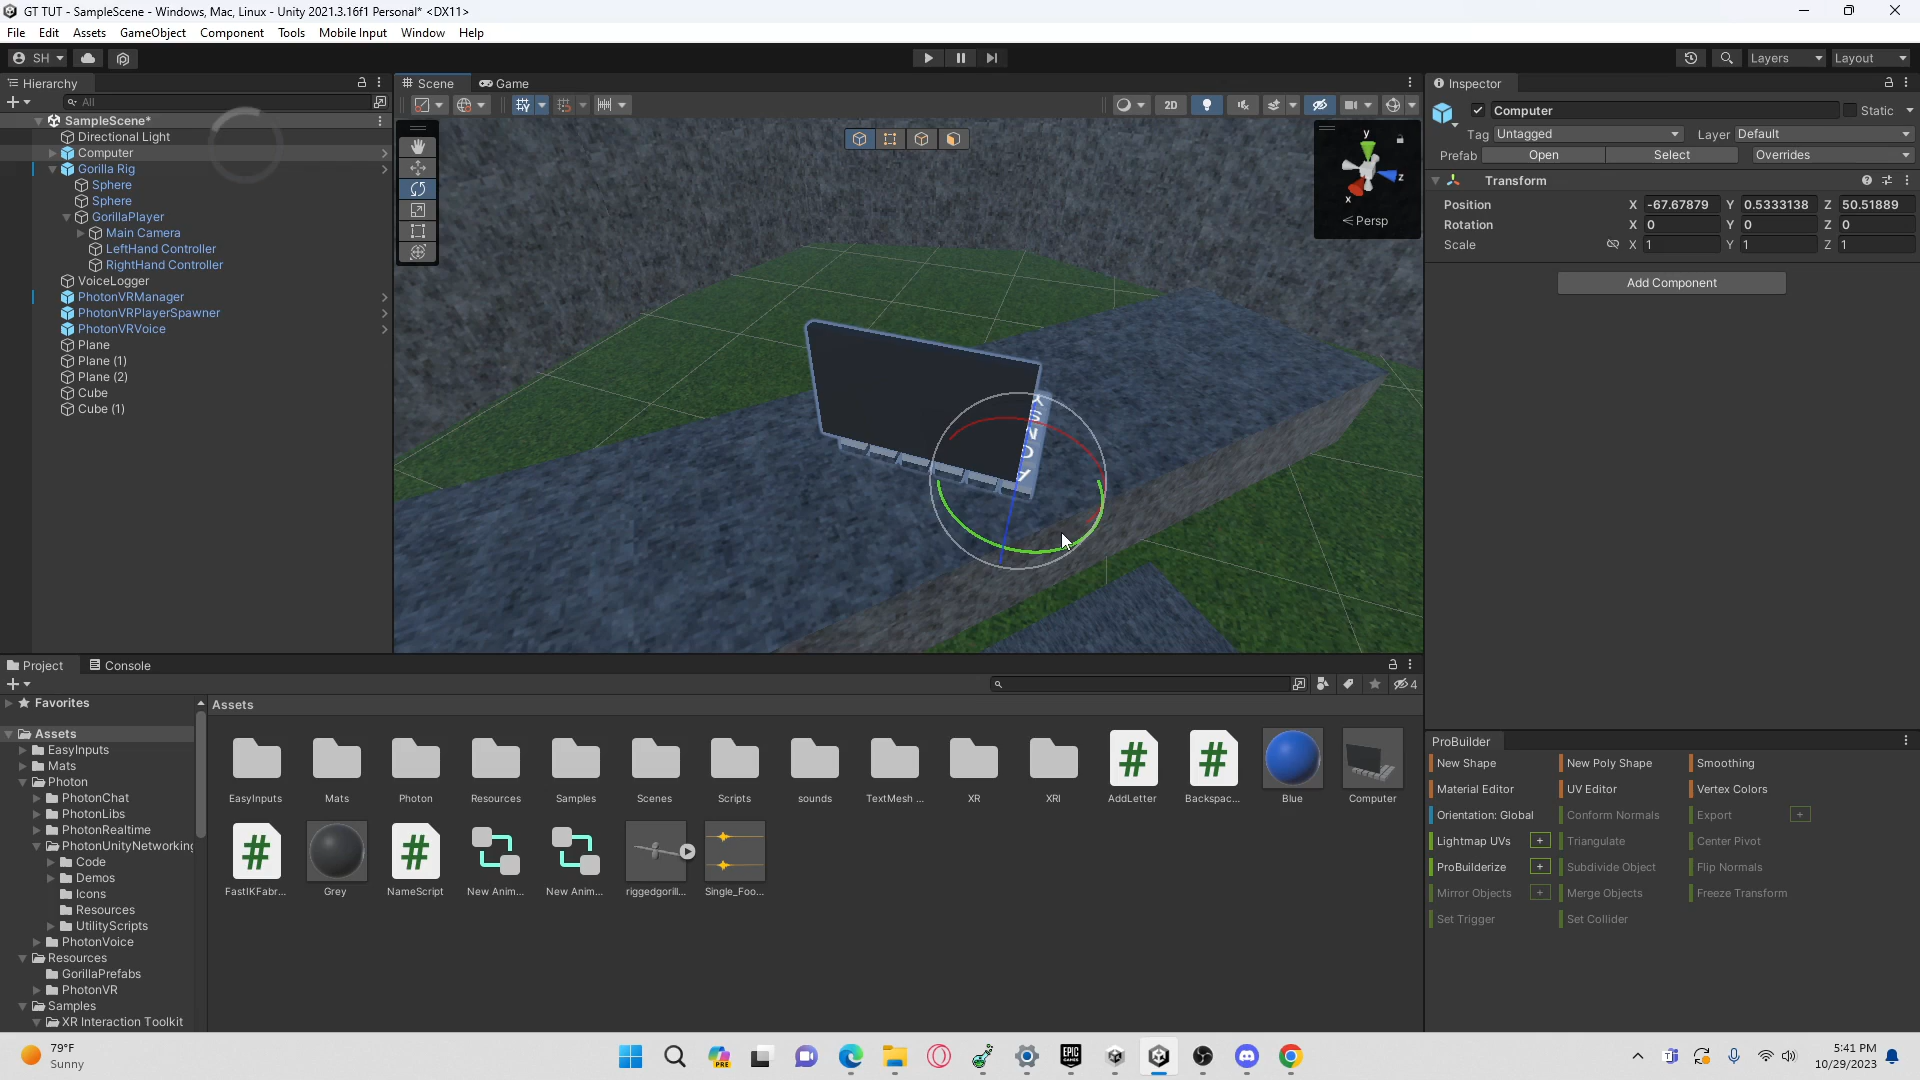 GT TUT - SampleScene - Windows, Mac, Linux - Unity 2021.3.16f1 Personal* <DX11>
File Edit Assets GameObject Component Tools Mobile Input Window Help
SH Layers Layout
Hierarchy
All
SampleScene*
Directional Light
Computer
Gorilla Rig
Sphere
Sphere
GorillaPlayer
Main Camera
LeftHand Controller
RightHand Controller
VoiceLogger
PhotonVRManager
PhotonVRPlayerSpawner
PhotonVRVoice
Plane
Plane (1)
Plane (2)
Cube
Cube (1)
Scene Game
2D
y
z
x
Persp
Inspector
Computer Static
Tag Untagged Layer Default
Prefab Open Select Overrides
Transform
Position X -67.67879 Y 0.5333138 Z 50.51889
Rotation X 0 Y 0 Z 0
Scale X 1 Y 1 Z 1
Add Component
Project Console
4
Favorites
Assets
EasyInputs
Mats
Photon
PhotonChat
PhotonLibs
PhotonRealtime
PhotonUnityNetworking
Code
Demos
Icons
Resources
UtilityScripts
PhotonVoice
Resources
GorillaPrefabs
PhotonVR
Samples
XR Interaction Toolkit
Assets
EasyInputs Mats Photon Resources Samples Scenes Scripts sounds TextMesh ... XR XRI AddLetter Backspac... Blue Computer
FastIKFabr... Grey NameScript New Anim... New Anim... riggedgorill... Single_Foo...
ProBuilder
New Shape New Poly Shape Smoothing
Material Editor UV Editor Vertex Colors
Orientation: Global Conform Normals Export +
Lightmap UVs + Triangulate Center Pivot
ProBuilderize + Subdivide Object Flip Normals
Mirror Objects + Merge Objects Freeze Transform
Set Trigger Set Collider
79°F
Sunny
PRE
EPIC GAMES
5:41 PM
10/29/2023